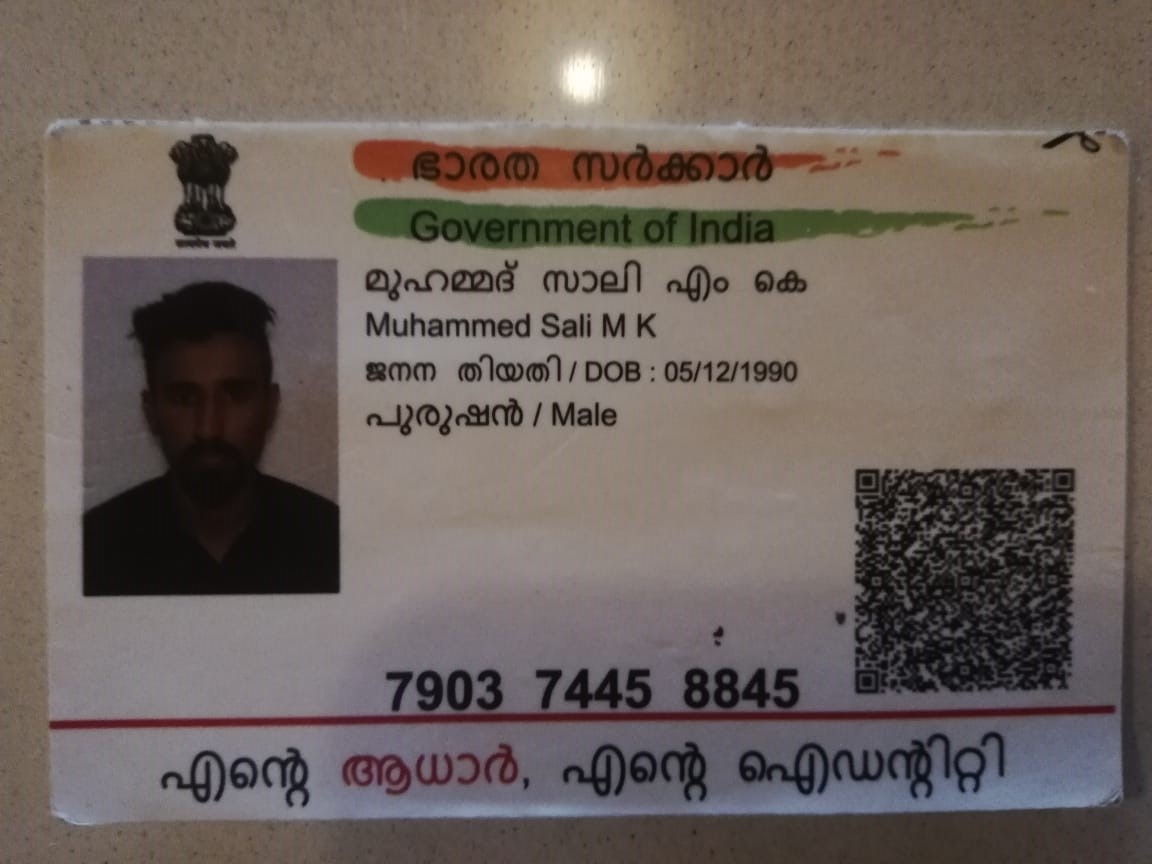 ഭാരത സർക്കാർ
Government of India
മുഹമ്മദ് സാലി എം കെ
Muhammed Sali M K
ജനന തിയതി / DOB : 05/12/1990
പുരുഷൻ / Male
7903 7445 8845
എന്റെ ആധാർ, എന്റെ ഐഡന്റിറ്റി